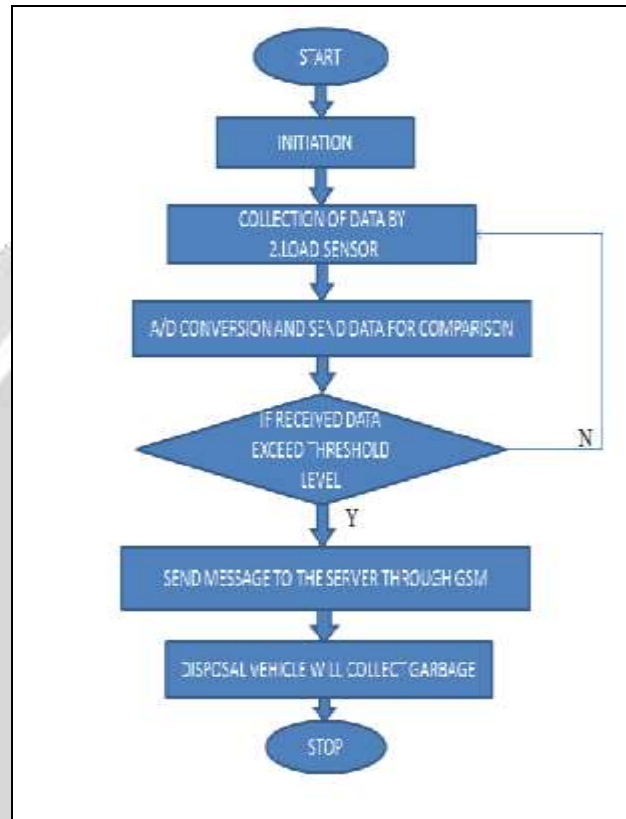 START
INITIATION
COLLECTION OF DATA BY
2.LOAD SENSOR
A/D CONVERSION AND SEND DATA FOR COMPARISON
IF RECEIVED DATA
EXCEED THRESHOLD
LEVEL
N
Y
SEND MESSAGE TO THE SERVER THROUGH GSM
DISPOSAL VEHICLE WILL COLLECT GARBAGE
STOP